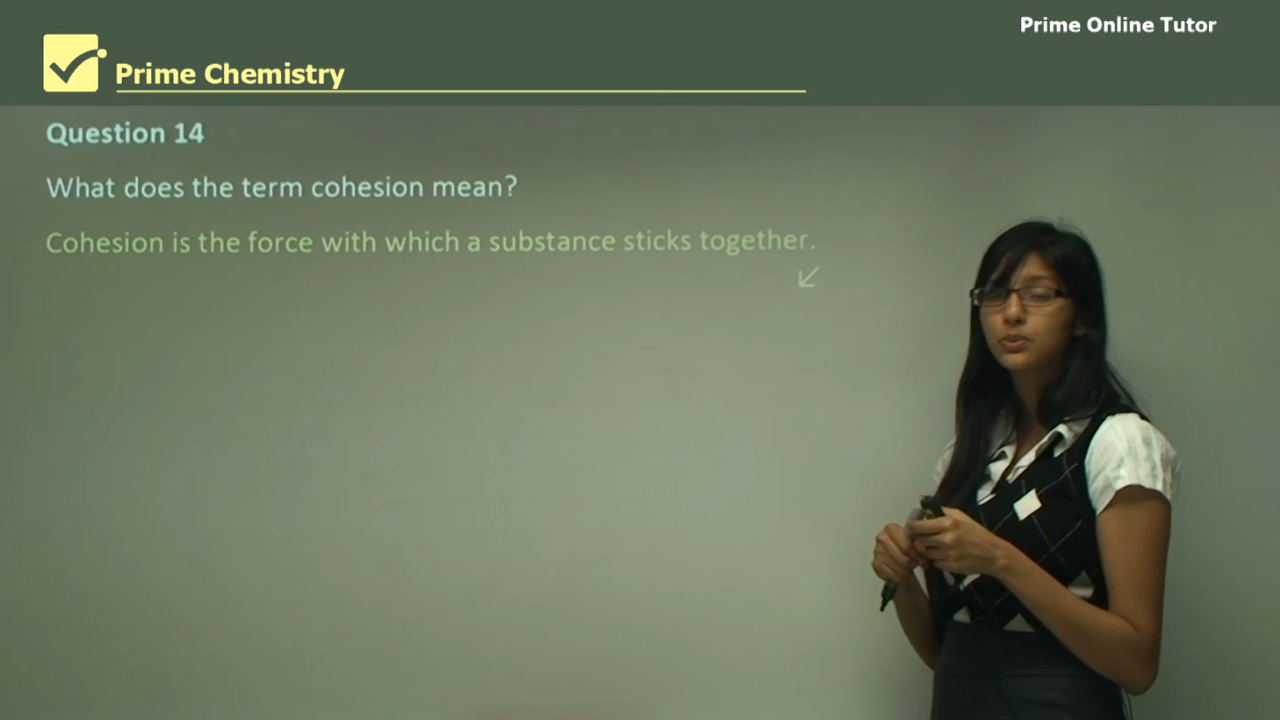 Prime Online Tutor
Prime Chemistry
Question 14
What does the term cohesion mean?
Cohesion is the force with which a substance sticks together.